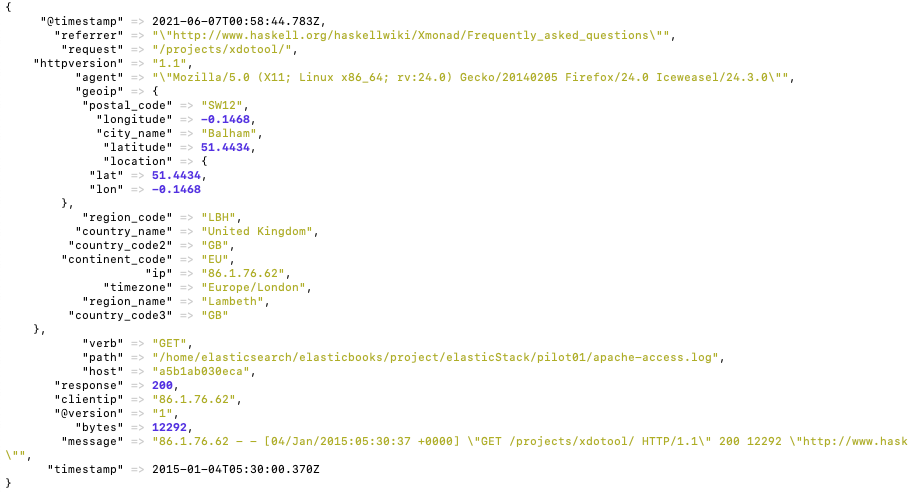 {
"@timestamp" => 2021-06-07T00:58:44.783Z,
"referrer" => "\"http://www.haskell.org/haskellwiki/Xmonad/Frequently_asked_questions\"",
"request" => "/projects/xdotool/",
"httpversion" => "1.1",
"agent" => "\"Mozilla/5.0 (X11; Linux x86_64; rv:24.0) Gecko/20140205 Firefox/24.0 Iceweasel/24.3.0\"",
"geoip" => {
"postal_code" => "SW12",
"longitude" => -0.1468,
"city_name" => "Balham",
"latitude" => 51.4434,
"location" => {
"lat" => 51.4434,
"lon" => -0.1468
},
"region_code" => "LBH",
"country_name" => "United Kingdom",
"country_code2" => "GB",
"continent_code" => "EU",
"ip" => "86.1.76.62",
"timezone" => "Europe/London",
"region_name" => "Lambeth",
"country_code3" => "GB"
},
"verb" => "GET",
"path" => "/home/elasticsearch/elasticbooks/project/elasticStack/pilot01/apache-access.log",
"host" => "a5b1ab030eca",
"response" => 200,
"clientip" => "86.1.76.62",
"@version" => "1",
"bytes" => 12292,
"message" => "86.1.76.62 - - [04/Jan/2015:05:30:37 +0000] \"GET /projects/xdotool/ HTTP/1.1\" 200 12292 \"http://www.hask
\"",
"timestamp" => 2015-01-04T05:30:00.370Z
}